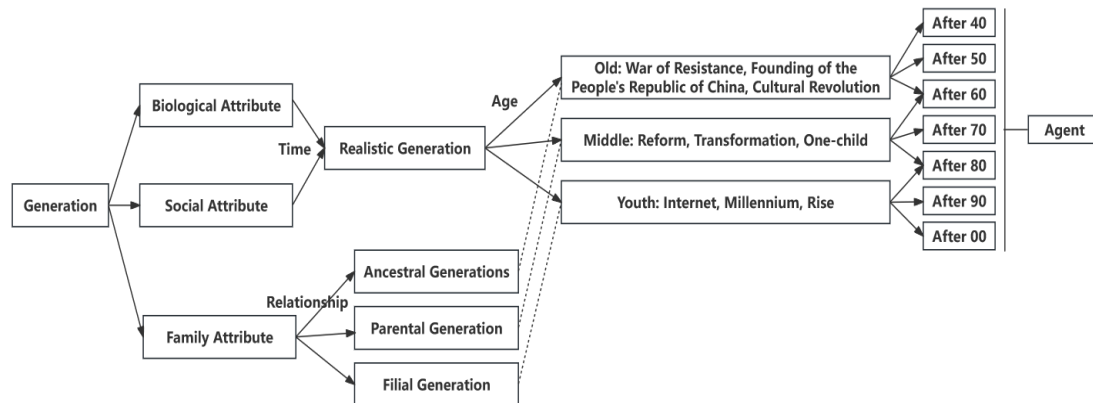 Generation
Biological Attribute
Social Attribute
Family Attribute
Time
Relationship
Realistic Generation
Ancestral Generations
Parental Generation
Filial Generation
Age
Old: War of Resistance, Founding of the
People's Republic of China, Cultural Revolution
Middle: Reform, Transformation, One-child
Youth: Internet, Millennium, Rise
After 40
After 50
After 60
After 70
After 80
After 90
After 00
Agent